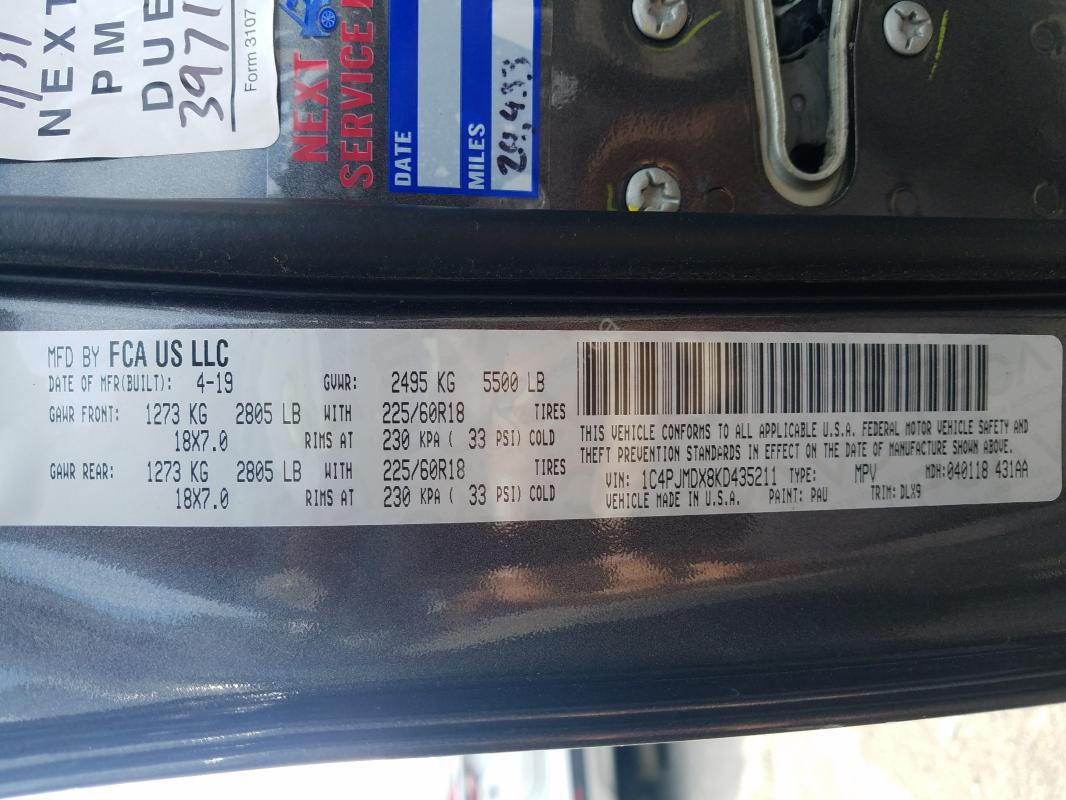 NEXT
PM
DUE
3971
Form 3107
NEXT
SERVICE
DATE
MILES
MFD BY FCA US LLC
DATE OF MFR(BUILT): 4-19 GVWR: 2495 KG 5500 LB
GAWR FRONT: 1273 KG 2805 LB WITH 225/60R18 TIRES
18X7.0 RIMS AT 230 KPA ( 33 PSI) COLD
GAWR REAR: 1273 KG 2805 LB WITH 225/60R18 TIRES
18X7.0 RIMS AT 230 KPA ( 33 PSI) COLD
THIS VEHICLE CONFORMS TO ALL APPLICABLE U.S.A. FEDERAL MOTOR VEHICLE SAFETY AND
THEFT PREVENTION STANDARDS IN EFFECT ON THE DATE OF MANUFACTURE SHOWN ABOVE.
VIN: 1C4PJMDX8KD435211 TYPE: MPV MDH:040118 431AA
VEHICLE MADE IN U.S.A. PAINT: PAU TRIM: DLX9